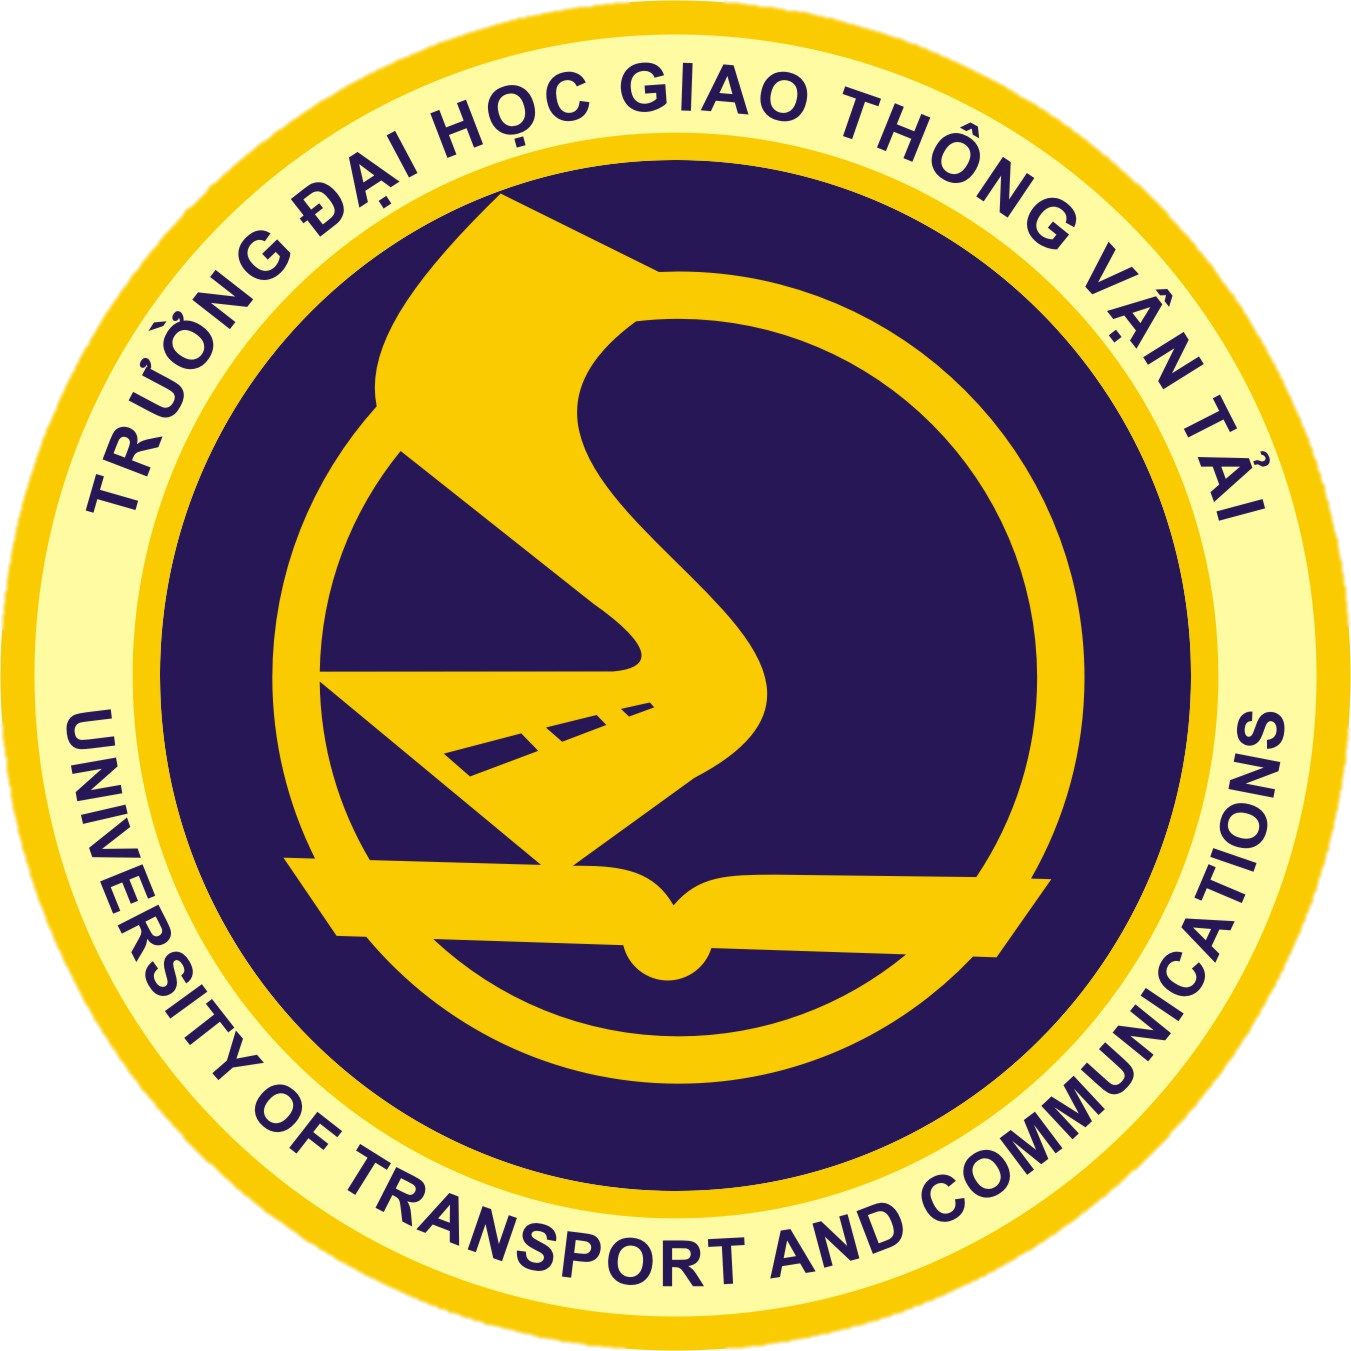 TRƯỜNG ĐẠI HỌC GIAO THÔNG VẬN TẢI
UNIVERSITY OF TRANSPORT AND COMMUNICATIONS